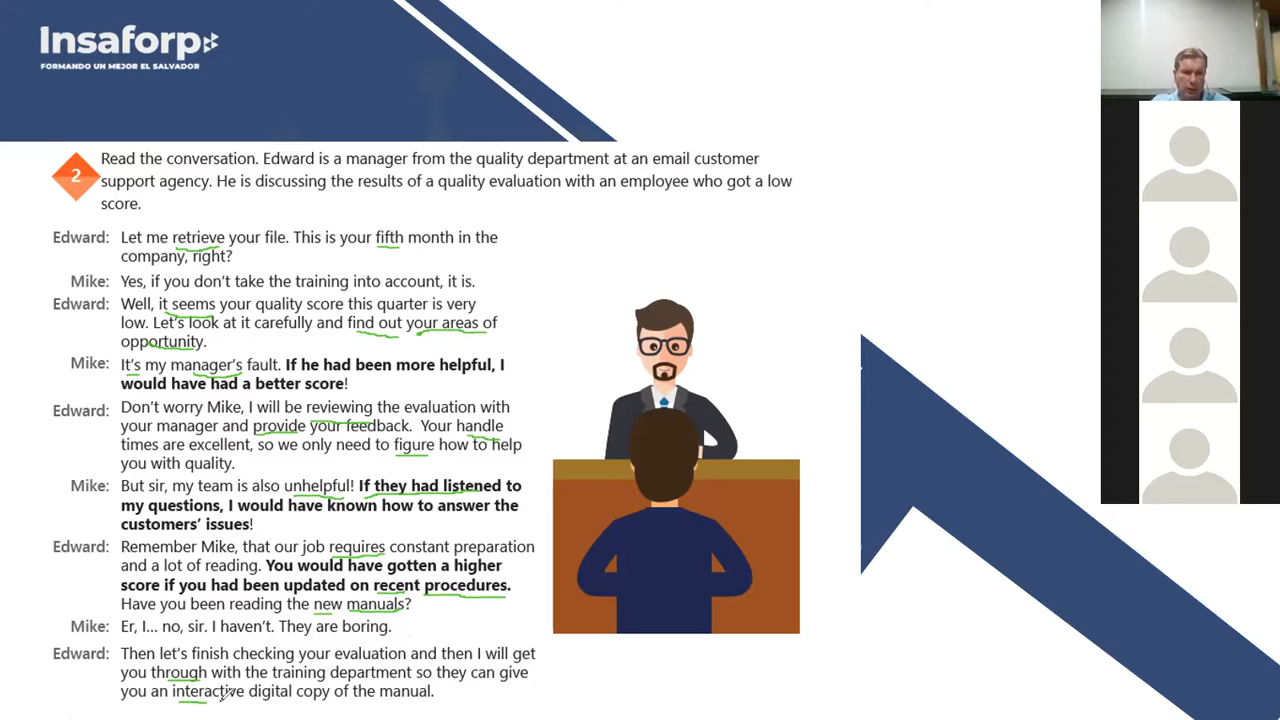 Insaforp
FORMANDO UN MEJOR EL SALVADOR
2
Read the conversation. Edward is a manager from the quality department at an email customer
support agency. He is discussing the results of a quality evaluation with an employee who got a low
score.
Edward: Let me retrieve your file. This is your fifth month in the
company, right?
Mike: Yes, if you don't take the training into account, it is.
Edward: Well, it seems your quality score this quarter is very
low. Let's look at it carefully and find out your areas of
opportunity.
Mike: It's my manager's fault. If he had been more helpful, I
would have had a better score!
Edward: Don't worry Mike, I will be reviewing the evaluation with
your manager and provide your feedback. Your handle
times are excellent, so we only need to figure how to help
you with quality.
Mike: But sir, my team is also unhelpful! If they had listened to
my questions, I would have known how to answer the
customers' issues!
Edward: Remember Mike, that our job requires constant preparation
and a lot of reading. You would have gotten a higher
score if you had been updated on recent procedures.
Have you been reading the new manuals?
Mike: Er, I... no, sir. I haven't. They are boring.
Edward: Then let's finish checking your evaluation and then I will get
you through with the training department so they can give
you an interactive digital copy of the manual.